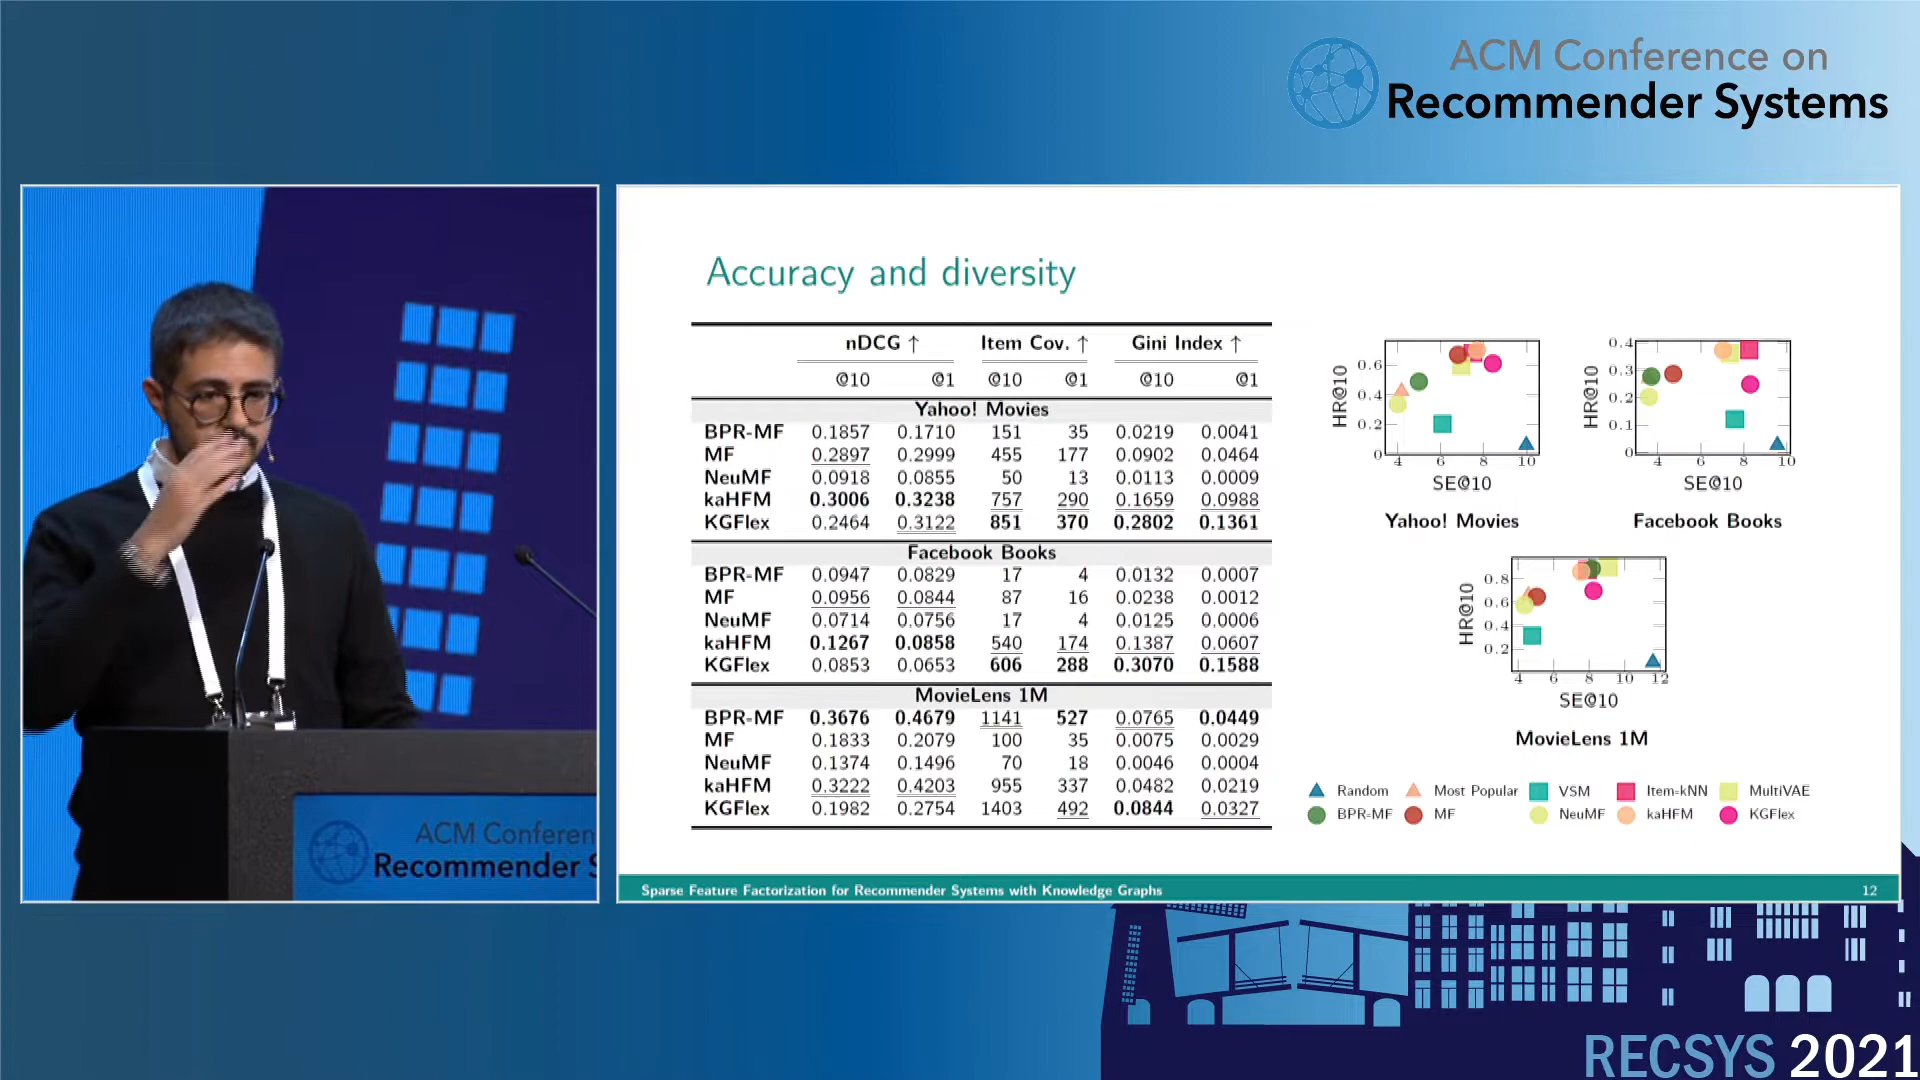 ACM Conference on
Recommender Systems
Accuracy and diversity
nDCG ↑ Item Cov. ↑ Gini Index ↑
@10 @1 @10 @1 @10 @1
Yahoo! Movies
BPR-MF 0.1857 0.1710 151 35 0.0219 0.0041
MF 0.2897 0.2999 455 177 0.0902 0.0464
NeuMF 0.0918 0.0855 50 13 0.0113 0.0009
kaHFM 0.3006 0.3238 757 290 0.1659 0.0988
KGFlex 0.2464 0.3122 851 370 0.2802 0.1361
Facebook Books
BPR-MF 0.0947 0.0829 17 4 0.0132 0.0007
MF 0.0956 0.0844 87 16 0.0238 0.0012
NeuMF 0.0714 0.0756 17 4 0.0125 0.0006
kaHFM 0.1267 0.0858 540 174 0.1387 0.0607
KGFlex 0.0853 0.0653 606 288 0.3070 0.1588
MovieLens 1M
BPR-MF 0.3676 0.4679 1141 527 0.0765 0.0449
MF 0.1833 0.2079 100 35 0.0075 0.0029
NeuMF 0.1374 0.1496 70 18 0.0046 0.0004
kaHFM 0.3222 0.4203 955 337 0.0482 0.0219
KGFlex 0.1982 0.2754 1403 492 0.0844 0.0327
HR@10
0.6
0.4
0.2
0
4 6 8 10
SE@10
Yahoo! Movies
HR@10
0.4
0.3
0.2
0.1
0
4 6 8 10
SE@10
Facebook Books
HR@10
0.8
0.6
0.4
0.2
4 6 8 10 12
SE@10
MovieLens 1M
Random Most Popular VSM Item-kNN MultiVAE
BPR-MF MF NeuMF kaHFM KGFlex
Sparse Feature Factorization for Recommender Systems with Knowledge Graphs 12
ACM Conferen
Recommender S
RECSYS 2021